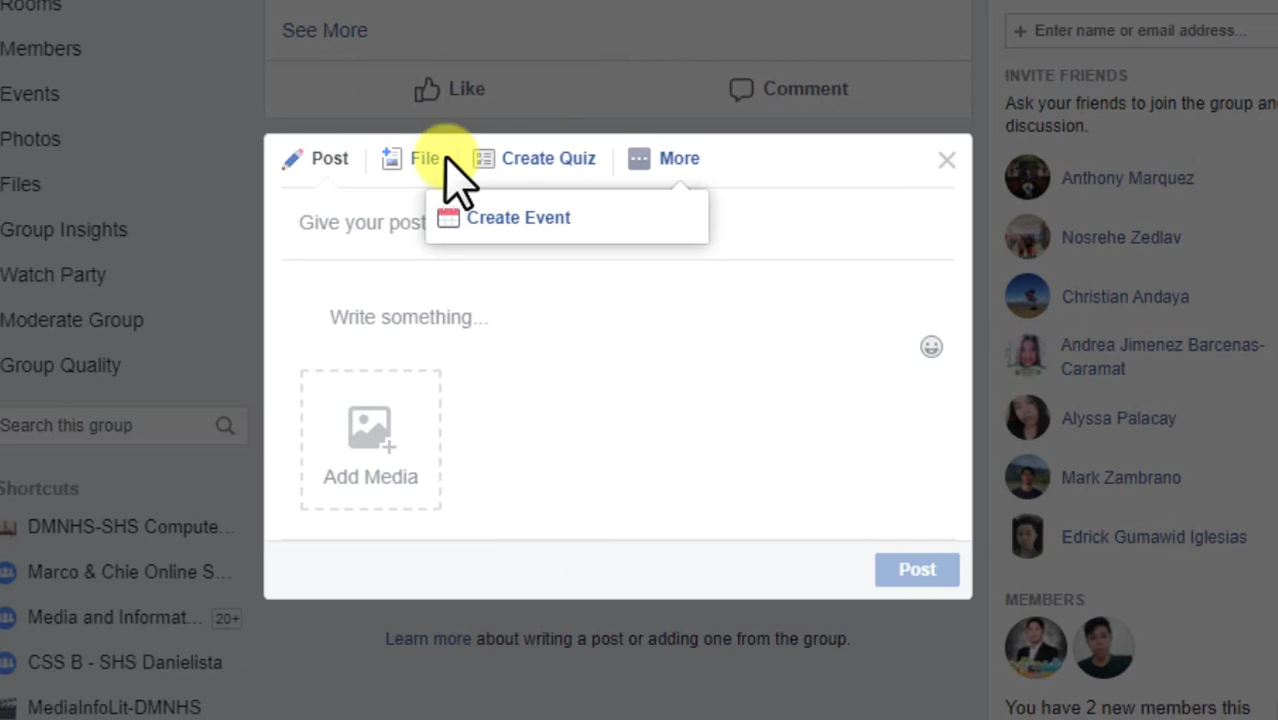 Rooms
Members
Events
Photos
Files
Group Insights
Watch Party
Moderate Group
Group Quality
Search this group
Shortcuts
DMNHS-SHS Compute...
Marco & Chie Online S...
Media and Informat... 20+
CSS B - SHS Danielista
MediaInfoLit-DMNHS
See More
Like Comment
Post File Create Quiz More
Create Event
Give your post
Write something...
Add Media
Post
Learn more about writing a post or adding one from the group.
+ Enter name or email address...
INVITE FRIENDS
Ask your friends to join the group and
discussion.
Anthony Marquez
Nosrehe Zedlav
Christian Andaya
Andrea Jimenez Barcenas-
Caramat
Alyssa Palacay
Mark Zambrano
Edrick Gumawid Iglesias
MEMBERS
You have 2 new members this